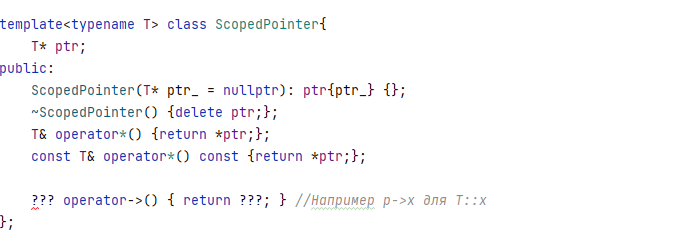 template<typename T> class ScopedPointer{
    T* ptr;
public:
    ScopedPointer(T* ptr_ = nullptr): ptr{ptr_} {};
    ~ScopedPointer() {delete ptr;};
    T& operator*() {return *ptr;};
    const T& operator*() const {return *ptr;};

    ??? operator->() { return ???; } //Например p->x для T::x
};